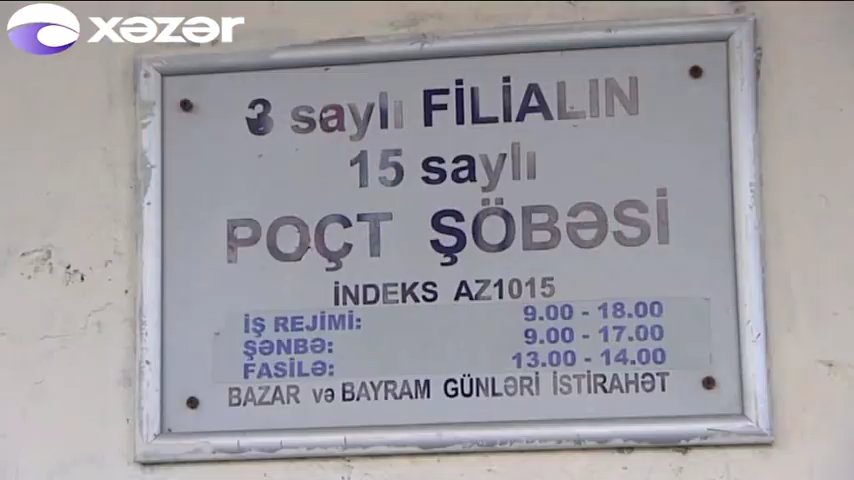 xəzər
3 saylı FİLİALIN
15 saylı
POÇT ŞÖBƏSİ
İNDEKS AZ1015
İŞ REJİMİ: 9.00 - 18.00
ŞƏNBƏ: 9.00 - 17.00
FASİLƏ: 13.00 - 14.00
BAZAR və BAYRAM GÜNLƏRİ İSTİRAHƏT